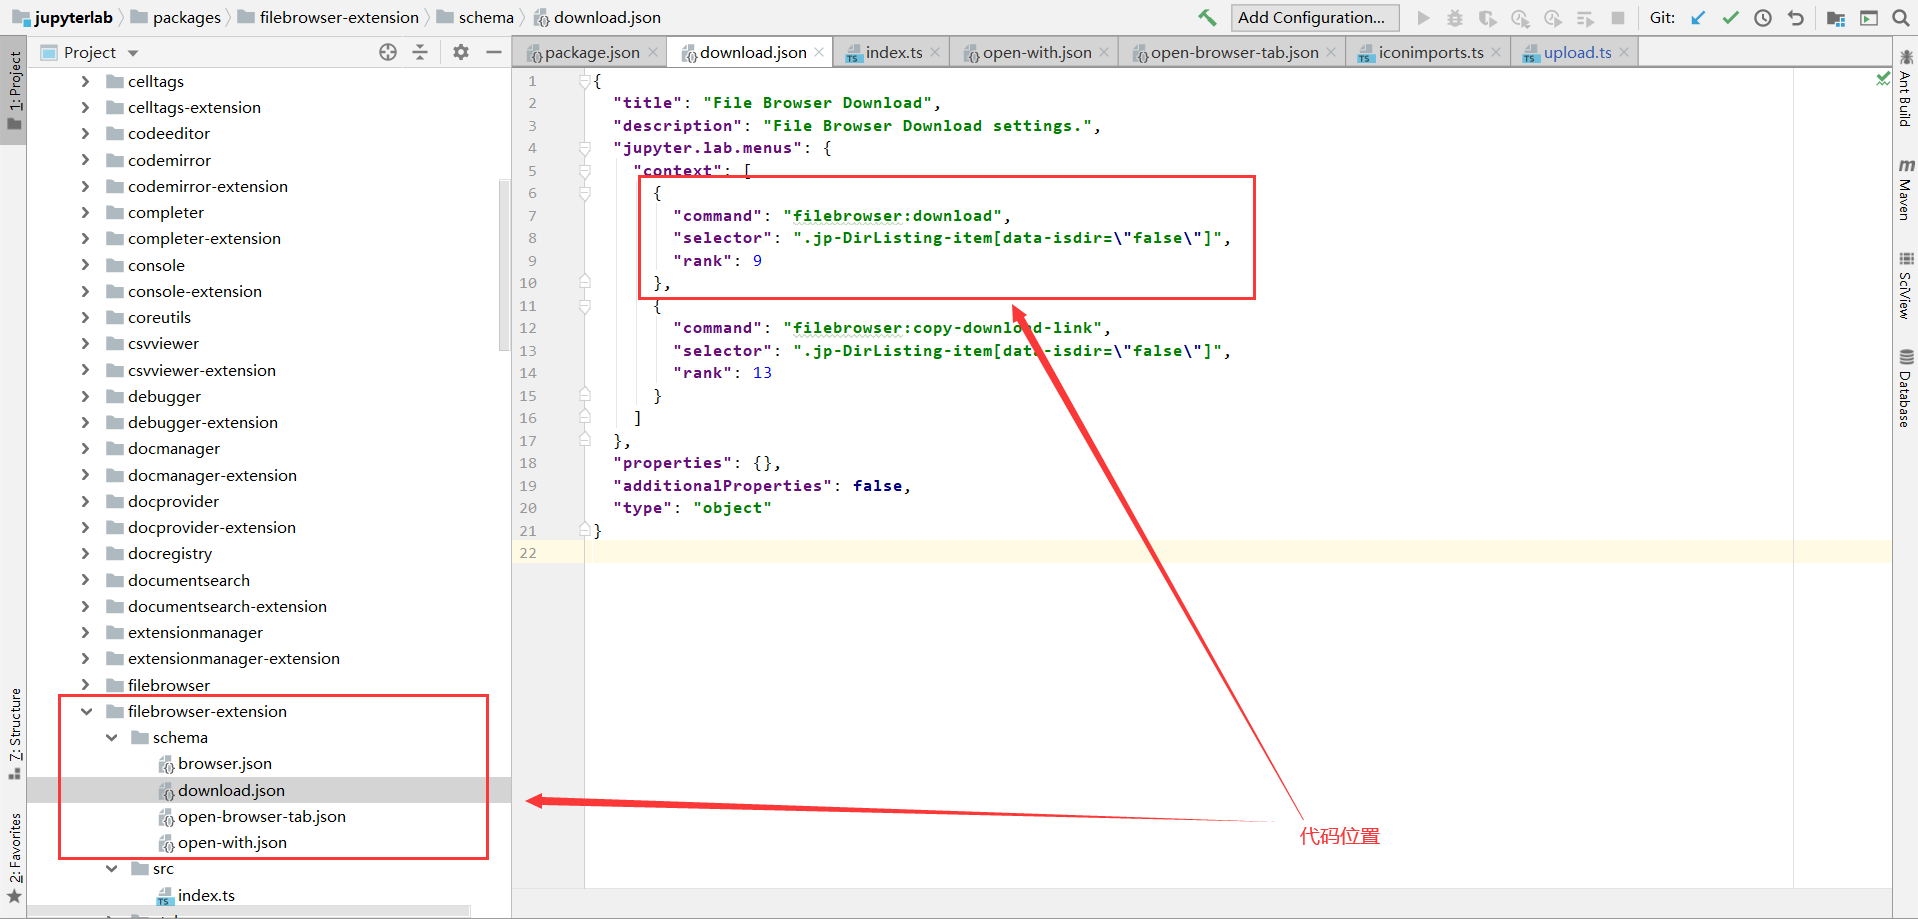 jupyterlab packages filebrowser-extension schema download.json
Add Configuration...
Git:
Project
package.json
download.json
index.ts
open-with.json
open-browser-tab.json
iconimports.ts
upload.ts
1: Project
7: Structure
2: Favorites
celltags
celltags-extension
codeeditor
codemirror
codemirror-extension
completer
completer-extension
console
console-extension
coreutils
csvviewer
csvviewer-extension
debugger
debugger-extension
docmanager
docmanager-extension
docprovider
docprovider-extension
docregistry
documentsearch
documentsearch-extension
extensionmanager
extensionmanager-extension
filebrowser
filebrowser-extension
schema
browser.json
download.json
open-browser-tab.json
open-with.json
src
index.ts
1 {
2 "title": "File Browser Download",
3 "description": "File Browser Download settings.",
4 "jupyter.lab.menus": {
5 "context": [
6 {
7 "command": "filebrowser:download",
8 "selector": ".jp-DirListing-item[data-isdir=\"false\"]",
9 "rank": 9
10 },
11 {
12 "command": "filebrowser:copy-download-link",
13 "selector": ".jp-DirListing-item[data-isdir=\"false\"]",
14 "rank": 13
15 }
16 ]
17 },
18 "properties": {},
19 "additionalProperties": false,
20 "type": "object"
21 }
22
代码位置
Ant Build
Maven
SciView
Database